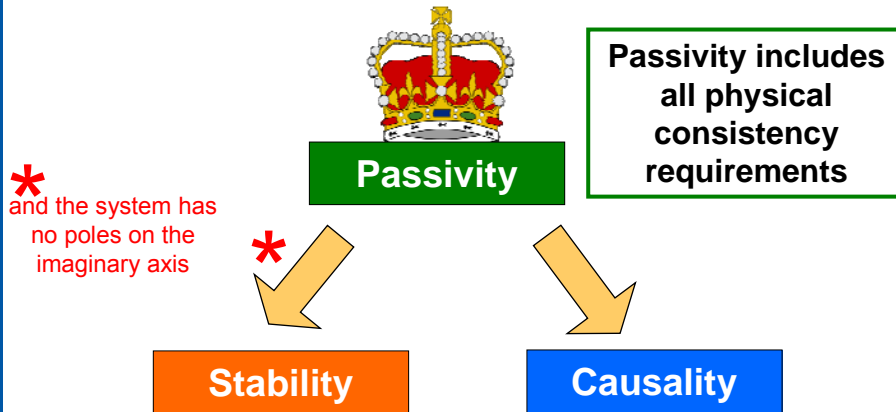 Passivity includes
all physical
consistency
requirements
Passivity
*
and the system has
no poles on the
imaginary axis
*
Stability
Causality